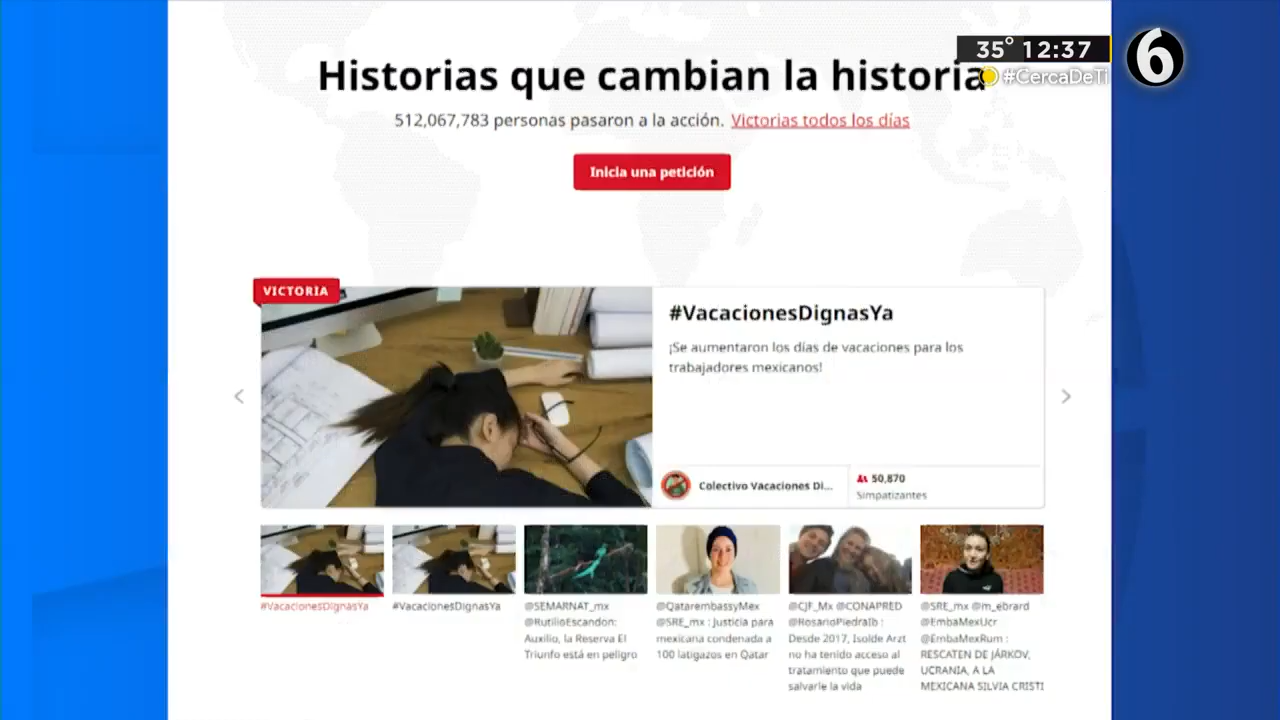 35° 12:37
6
#CercaDeTi
Historias que cambian la historia
512,067,783 personas pasaron a la acción. Victorias todos los días
Inicia una petición
VICTORIA
#VacacionesDignasYa
¡Se aumentaron los días de vacaciones para los
trabajadores mexicanos!
Colectivo Vacaciones Di...
50,870
Simpatizantes
#VacacionesDignasYa
#VacacionesDignasYa
@SEMARNAT_mx
@RutilioEscandon:
Auxilio, la Reserva El
Triunfo está en peligro
@QatarembassyMex
@SRE_mx : Justicia para
mexicana condenada a
100 latigazos en Qatar
@CJF_Mx @CONAPRED
@RosarioPiedraIb :
Desde 2017, Isolde Arzt
no ha tenido acceso al
tratamiento que puede
salvarle la vida
@SRE_mx @m_ebrard
@EmbaMexUcr
@EmbaMexRum :
RESCATEN DE JÁRKOV,
UCRANIA, A LA
MEXICANA SILVIA CRISTI